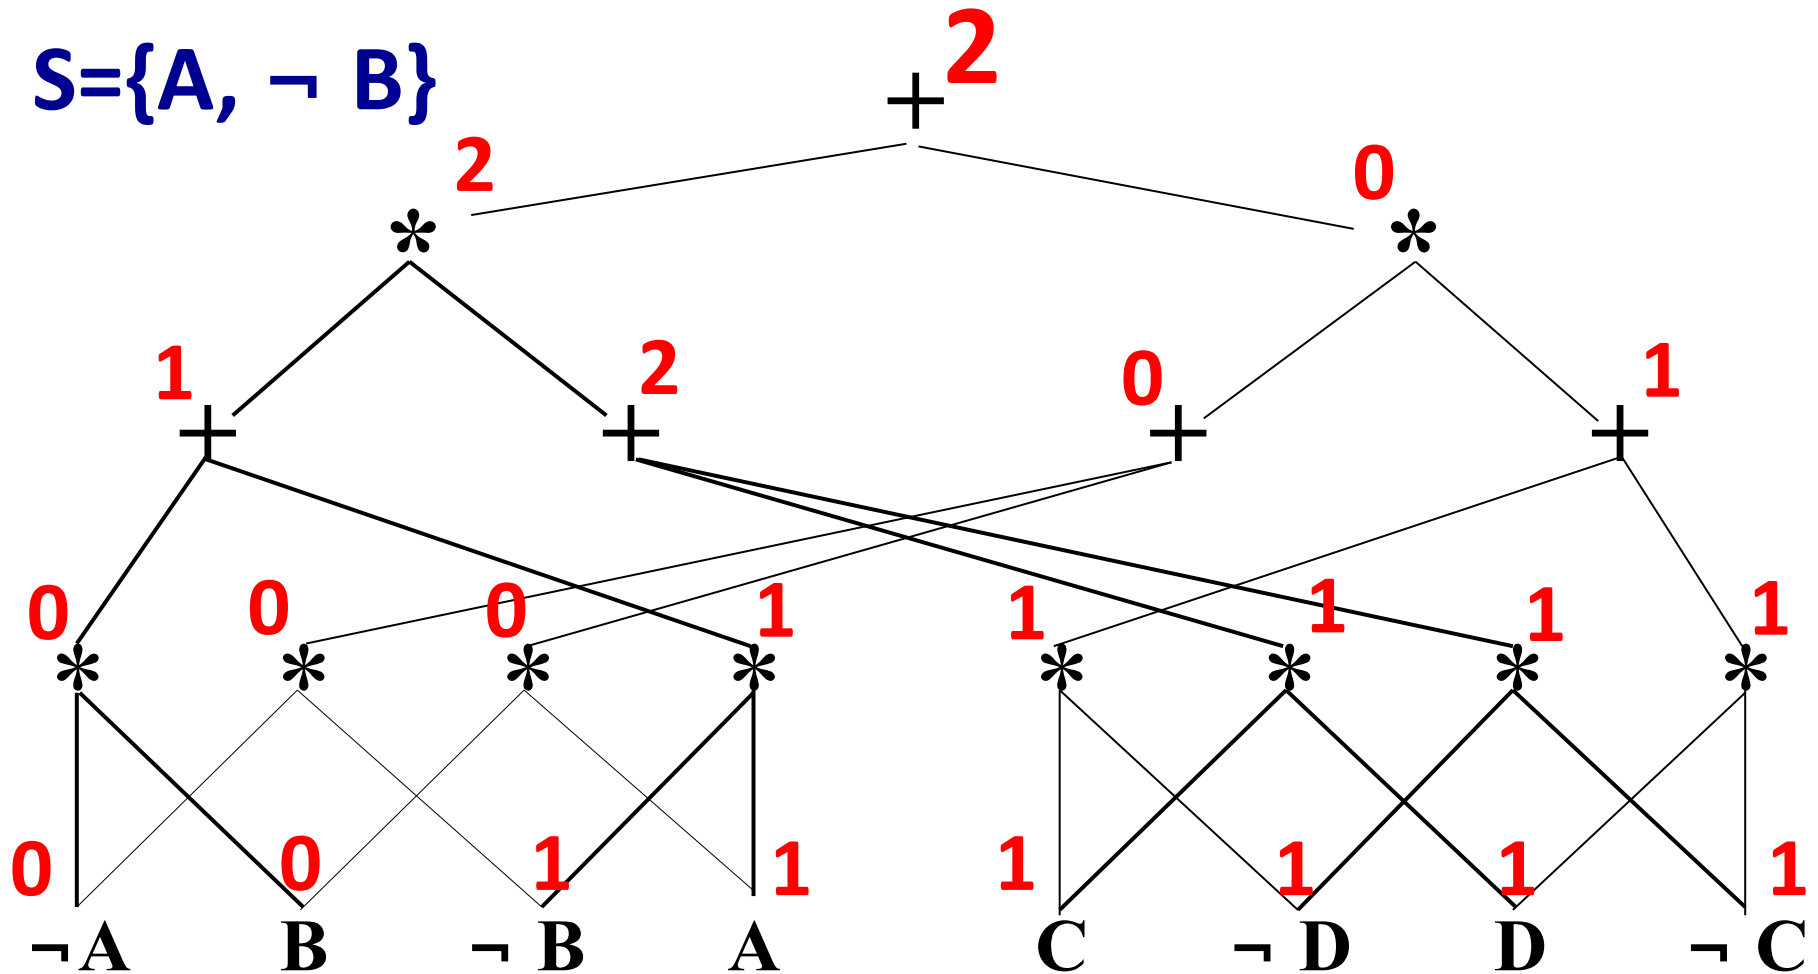 S={A, ¬ B}
2
+
2 0
* *
1 2 0 1
+ + + +
0 0 0 1 1 1 1 1
* * * * * * * *
0 0 1 1 1 1 1 1
¬ A B ¬ B A C ¬ D D ¬ C